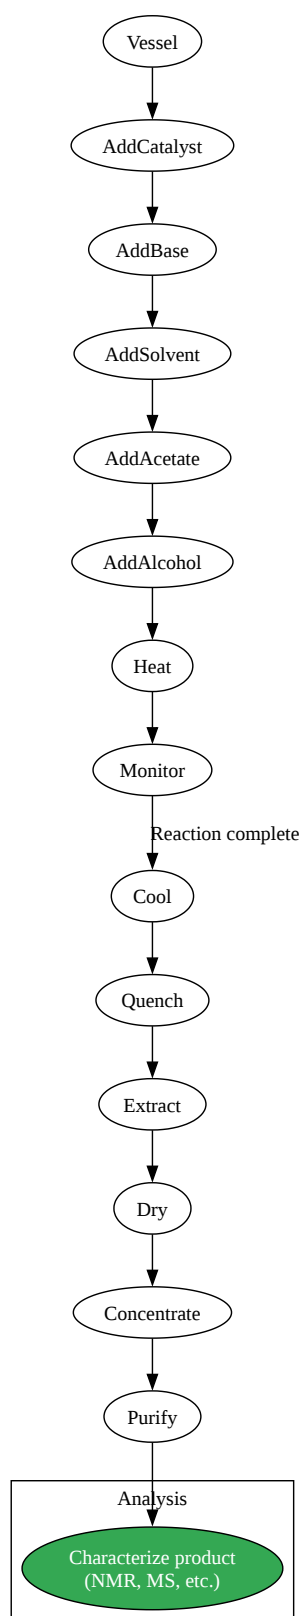 Vessel
AddCatalyst
AddBase
AddSolvent
AddAcetate
AddAlcohol
Heat
Monitor
Reaction complete
Cool
Quench
Extract
Dry
Concentrate
Purify
Analysis
Characterize product
(NMR, MS, etc.)